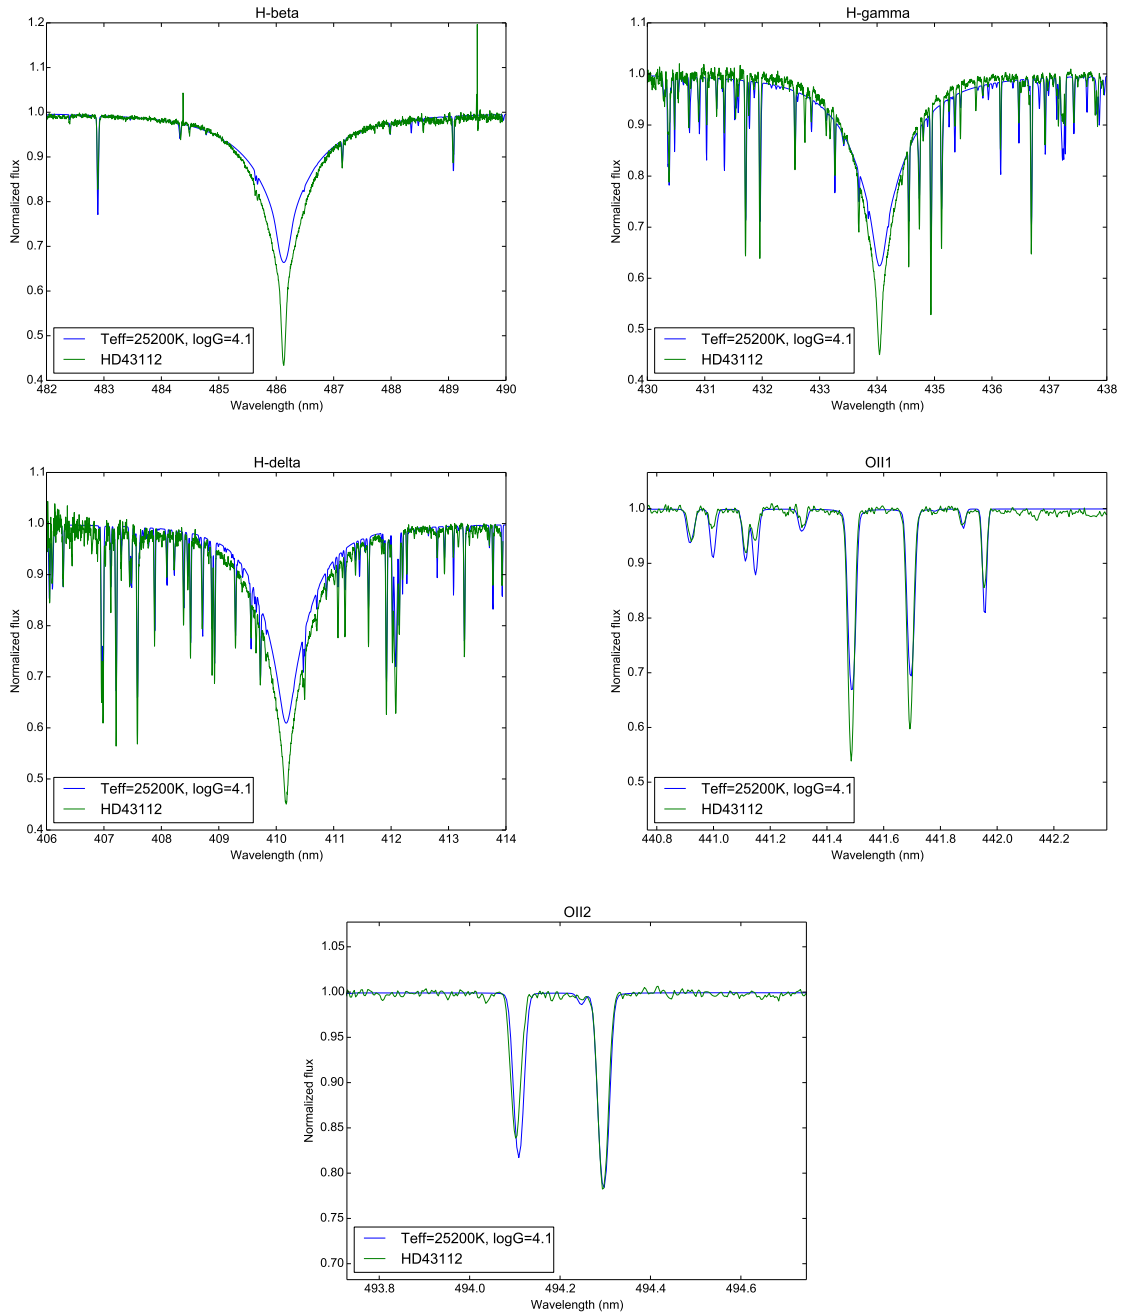 H-beta
1.2
1.1
1.0
0.9
0.8
0.7
0.6
0.5
0.4
Normalized flux
Teff=25200K, logG=4.1
HD43112
482 483 484 485 486 487 488 489 490
Wavelength (nm)
H-gamma
1.1
1.0
0.9
0.8
0.7
0.6
0.5
0.4
Normalized flux
Teff=25200K, logG=4.1
HD43112
430 431 432 433 434 435 436 437 438
Wavelength (nm)
H-delta
1.1
1.0
0.9
0.8
0.7
0.6
0.5
0.4
Normalized flux
Teff=25200K, logG=4.1
HD43112
406 407 408 409 410 411 412 413 414
Wavelength (nm)
OII1
1.0
0.9
0.8
0.7
0.6
0.5
Normalized flux
Teff=25200K, logG=4.1
HD43112
440.8 441.0 441.2 441.4 441.6 441.8 442.0 442.2
Wavelength (nm)
OII2
1.05
1.00
0.95
0.90
0.85
0.80
0.75
0.70
Normalized flux
Teff=25200K, logG=4.1
HD43112
493.8 494.0 494.2 494.4 494.6
Wavelength (nm)